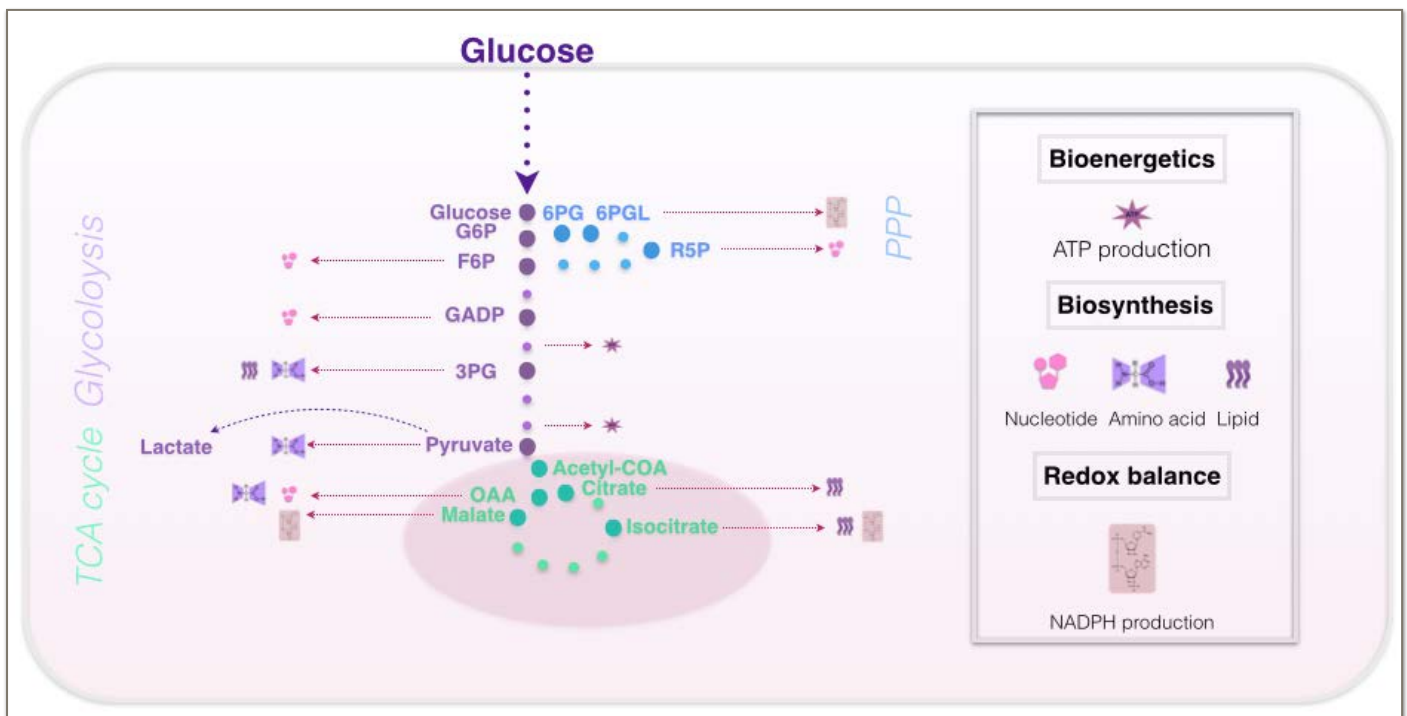 Glucose
Glucose
6PG 6PGL
G6P
F6P
R5P
GADP
3PG
Pyruvate
Lactate
Acetyl-COA
Citrate
OAA
Malate
Isocitrate
Glycoloysis
TCA cycle
PPP
Bioenergetics
ATP
ATP production
Biosynthesis
Nucleotide Amino acid Lipid
Redox balance
NADPH production